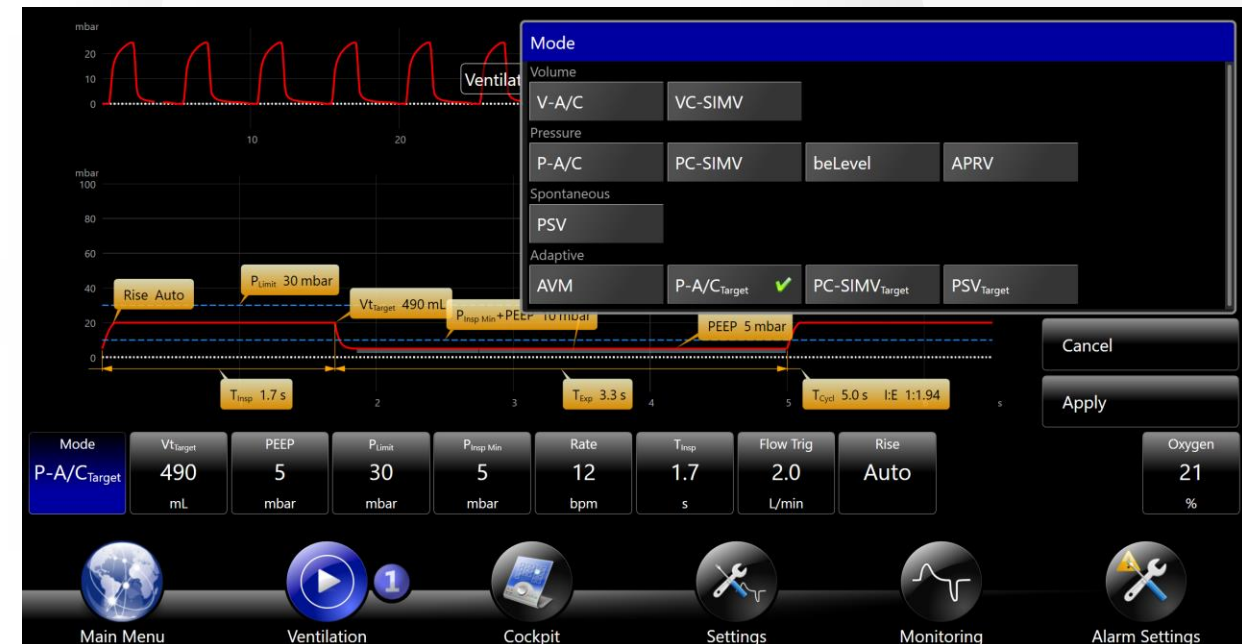 mbar
20
10
0
10
20
Ventilat
Mode
Volume
V-A/C
VC-SIMV
Pressure
P-A/C
PC-SIMV
beLevel
APRV
Spontaneous
PSV
Adaptive
AVM
P-A/CTarget
PC-SIMVTarget
PSVTarget
mbar
100
80
60
40
20
0
Rise Auto
PLimit 30 mbar
VtTarget 490 mL
PInsp Min+PEEP 10 mbar
PEEP 5 mbar
TInsp 1.7 s
TExp 3.3 s
TCycl 5.0 s I:E 1:1.94
2
3
4
5
s
Cancel
Apply
Mode
P-A/CTarget
VtTarget
490
mL
PEEP
5
mbar
PLimit
30
mbar
PInsp Min
5
mbar
Rate
12
bpm
TInsp
1.7
s
Flow Trig
2.0
L/min
Rise
Auto
Oxygen
21
%
1
Main Menu
Ventilation
Cockpit
Settings
Monitoring
Alarm Settings